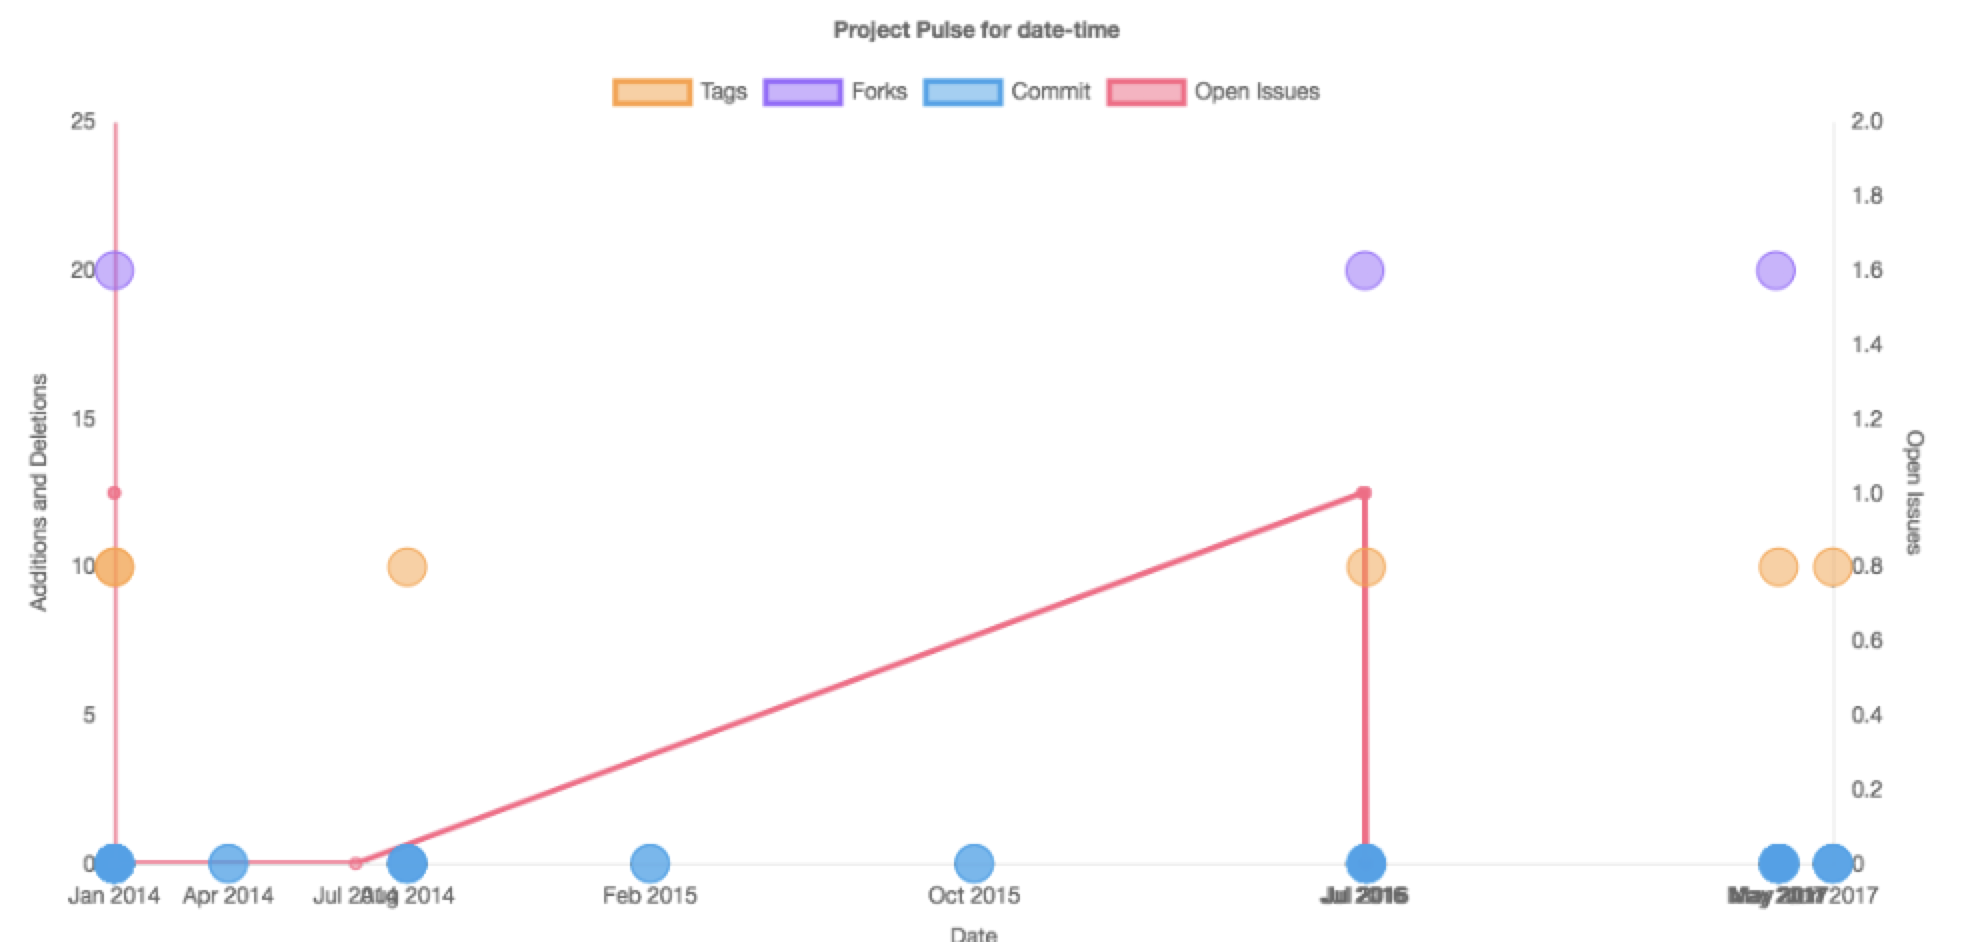 Project Pulse for date-time
Tags Forks Commit Open Issues
25 2.0
1.8
20 1.6
1.4
15 1.2
1.0
10 0.8
0.6
5 0.4
0.2
0 0
Additions and Deletions
Open Issues
Jan 2014 Apr 2014 Jul 2014 Aug 2014 Feb 2015 Oct 2015 Jul 2016 May 2017 2017
Date